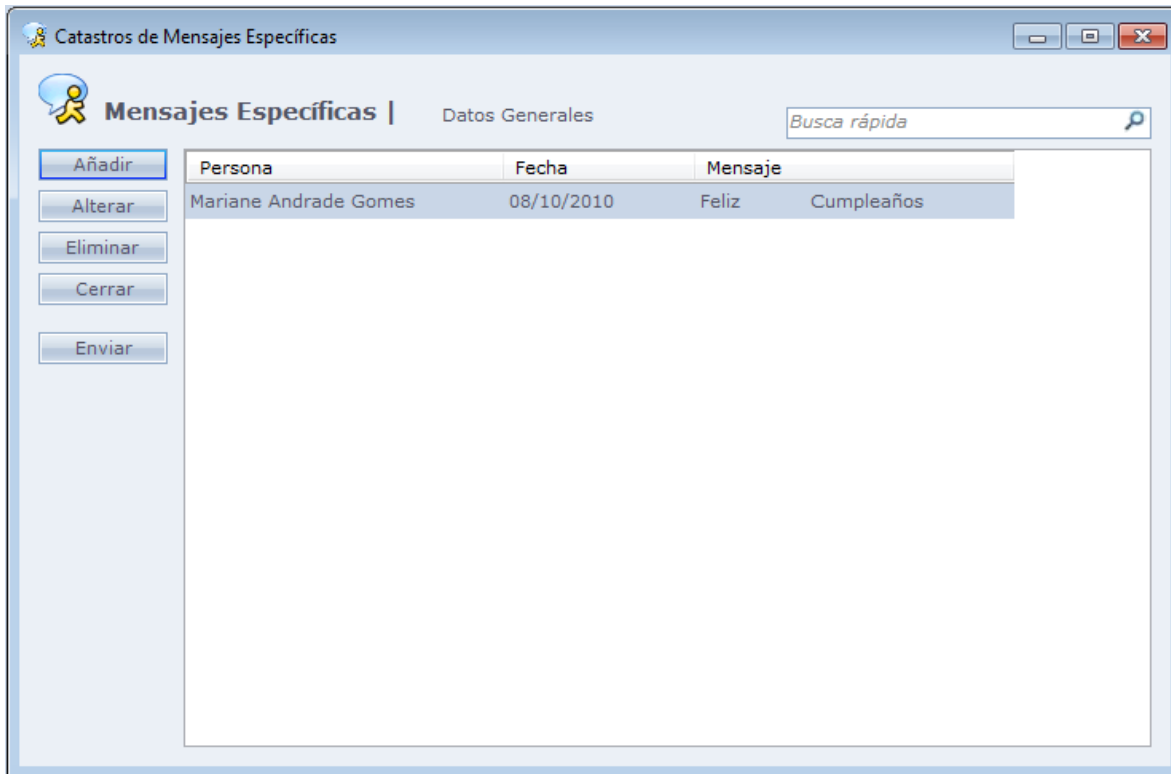 Catastros de Mensajes Específicas
Mensajes Específicas | Datos Generales
Busca rápida
Añadir
Alterar
Eliminar
Cerrar
Enviar
Persona Fecha Mensaje
Mariane Andrade Gomes 08/10/2010 Feliz Cumpleaños